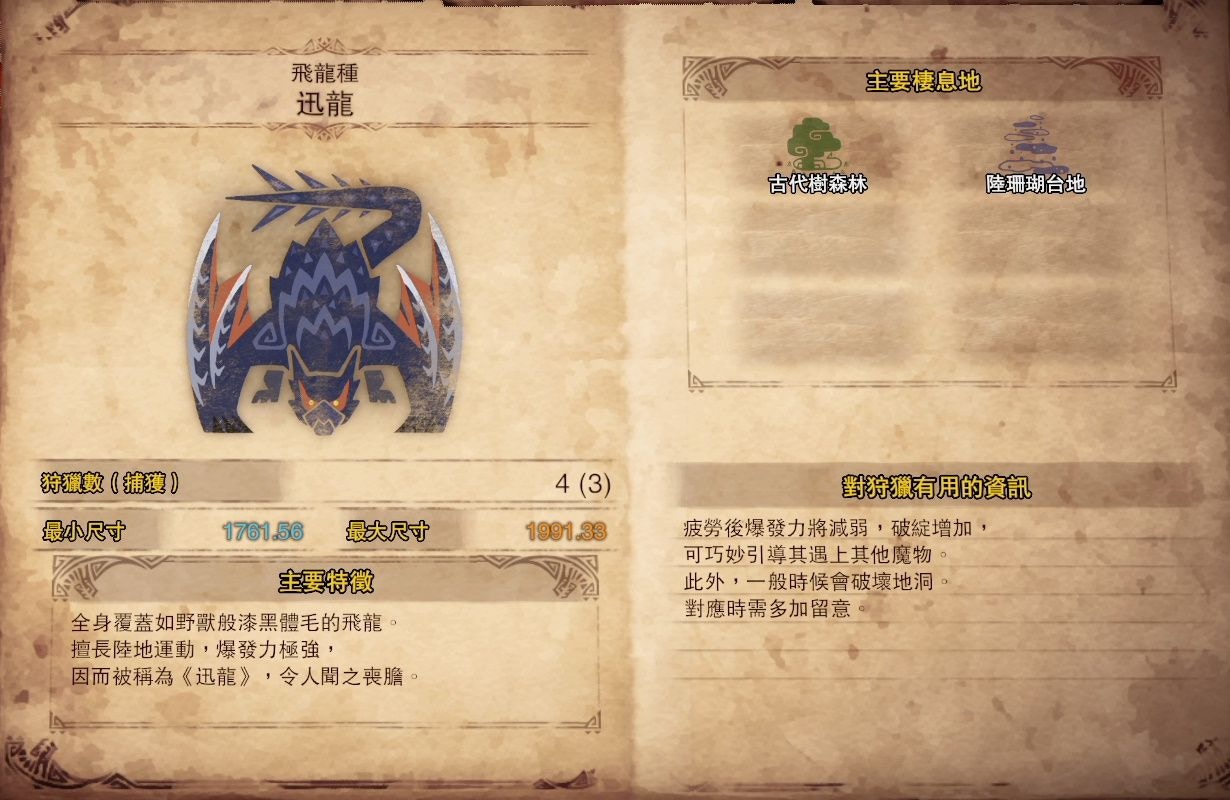 飛龍種
迅龍
狩獵數(捕獲)
4 (3)
最小尺寸 1761.56 最大尺寸 1991.33
主要特徵
全身覆蓋如野獸般漆黑體毛的飛龍。
擅長陸地運動，爆發力極強，
因而被稱為《迅龍》，令人聞之喪膽。
主要棲息地
古代樹森林 陸珊瑚台地
對狩獵有用的資訊
疲勞後爆發力將減弱，破綻增加，
可巧妙引導其遇上其他魔物。
此外，一般時候會破壞地洞。
對應時需多加留意。